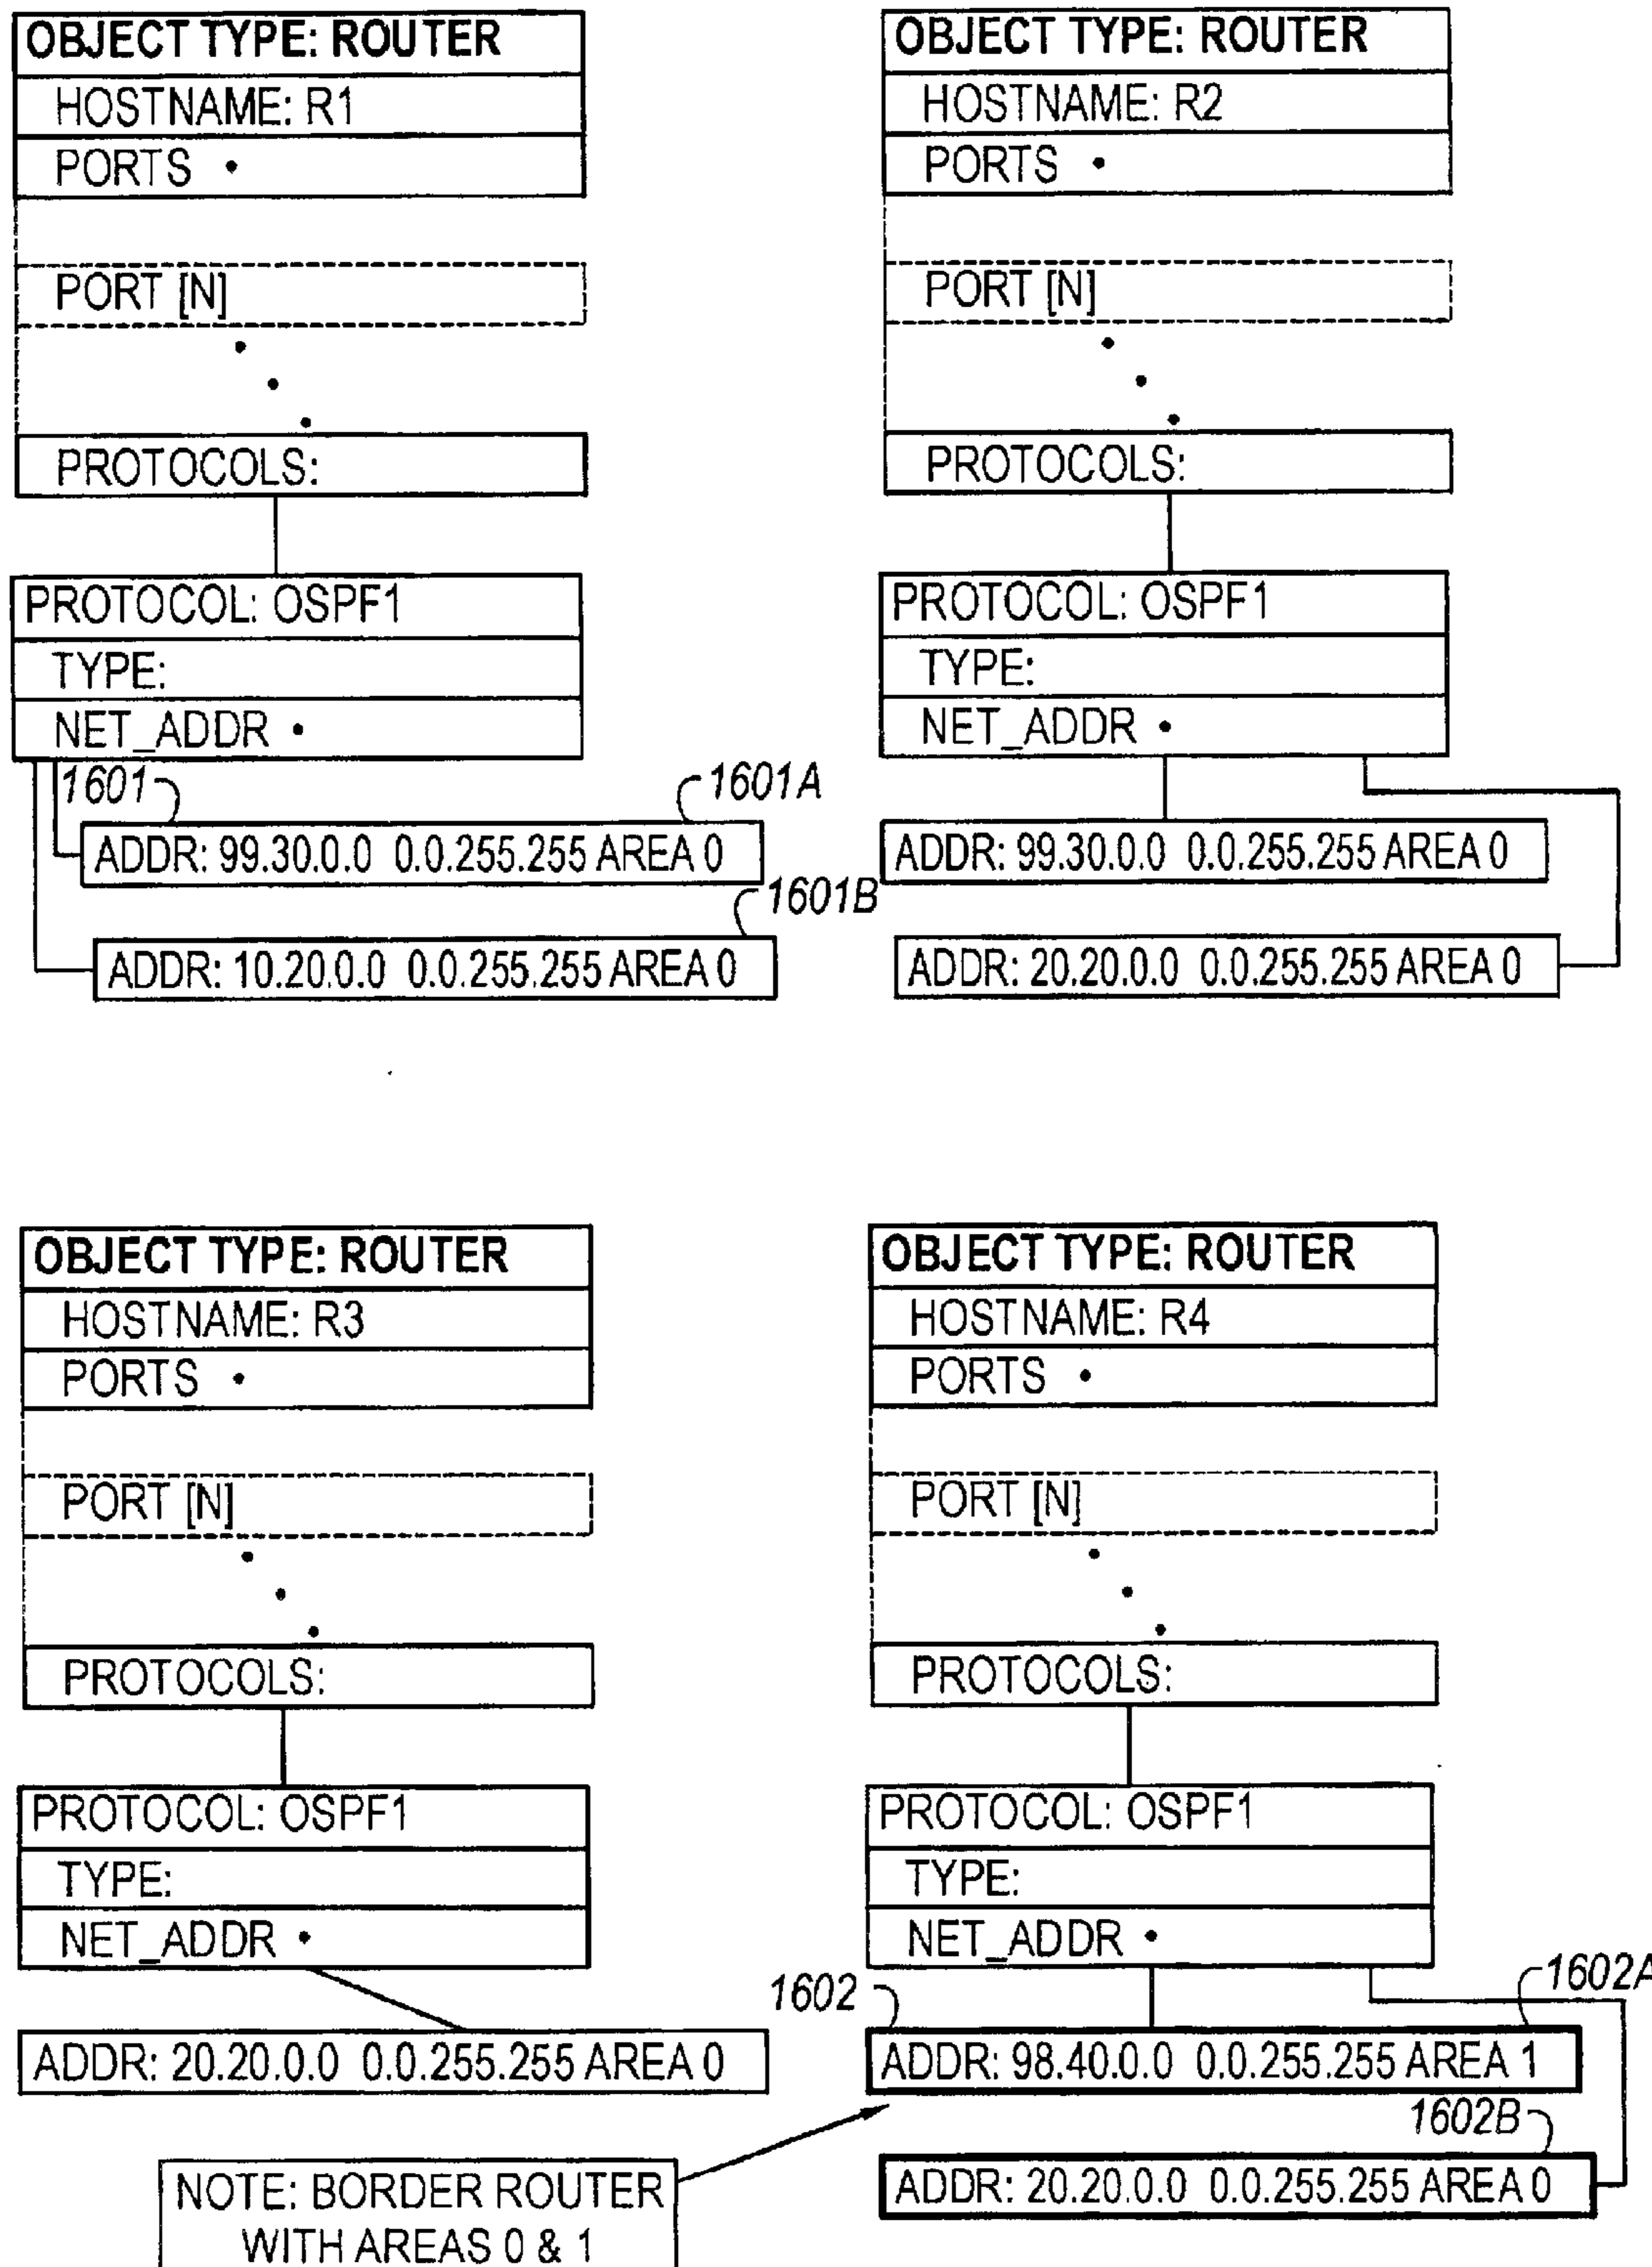 OBJECT TYPE: ROUTER
HOSTNAME: R1
PORTS •
PORT [N]
PROTOCOLS:
PROTOCOL: OSPF1
TYPE:
NET_ADDR •
1601
1601A
ADDR: 99.30.0.0 0.0.255.255 AREA 0
1601B
ADDR: 10.20.0.0 0.0.255.255 AREA 0
OBJECT TYPE: ROUTER
HOSTNAME: R2
PORTS •
PORT [N]
PROTOCOLS:
PROTOCOL: OSPF1
TYPE:
NET_ADDR •
ADDR: 99.30.0.0 0.0.255.255 AREA 0
ADDR: 20.20.0.0 0.0.255.255 AREA 0
OBJECT TYPE: ROUTER
HOSTNAME: R3
PORTS •
PORT [N]
PROTOCOLS:
PROTOCOL: OSPF1
TYPE:
NET_ADDR •
ADDR: 20.20.0.0 0.0.255.255 AREA 0
OBJECT TYPE: ROUTER
HOSTNAME: R4
PORTS •
PORT [N]
PROTOCOLS:
PROTOCOL: OSPF1
TYPE:
NET_ADDR •
1602
1602A
ADDR: 98.40.0.0 0.0.255.255 AREA 1
1602B
ADDR: 20.20.0.0 0.0.255.255 AREA 0
NOTE: BORDER ROUTER
WITH AREAS 0 & 1